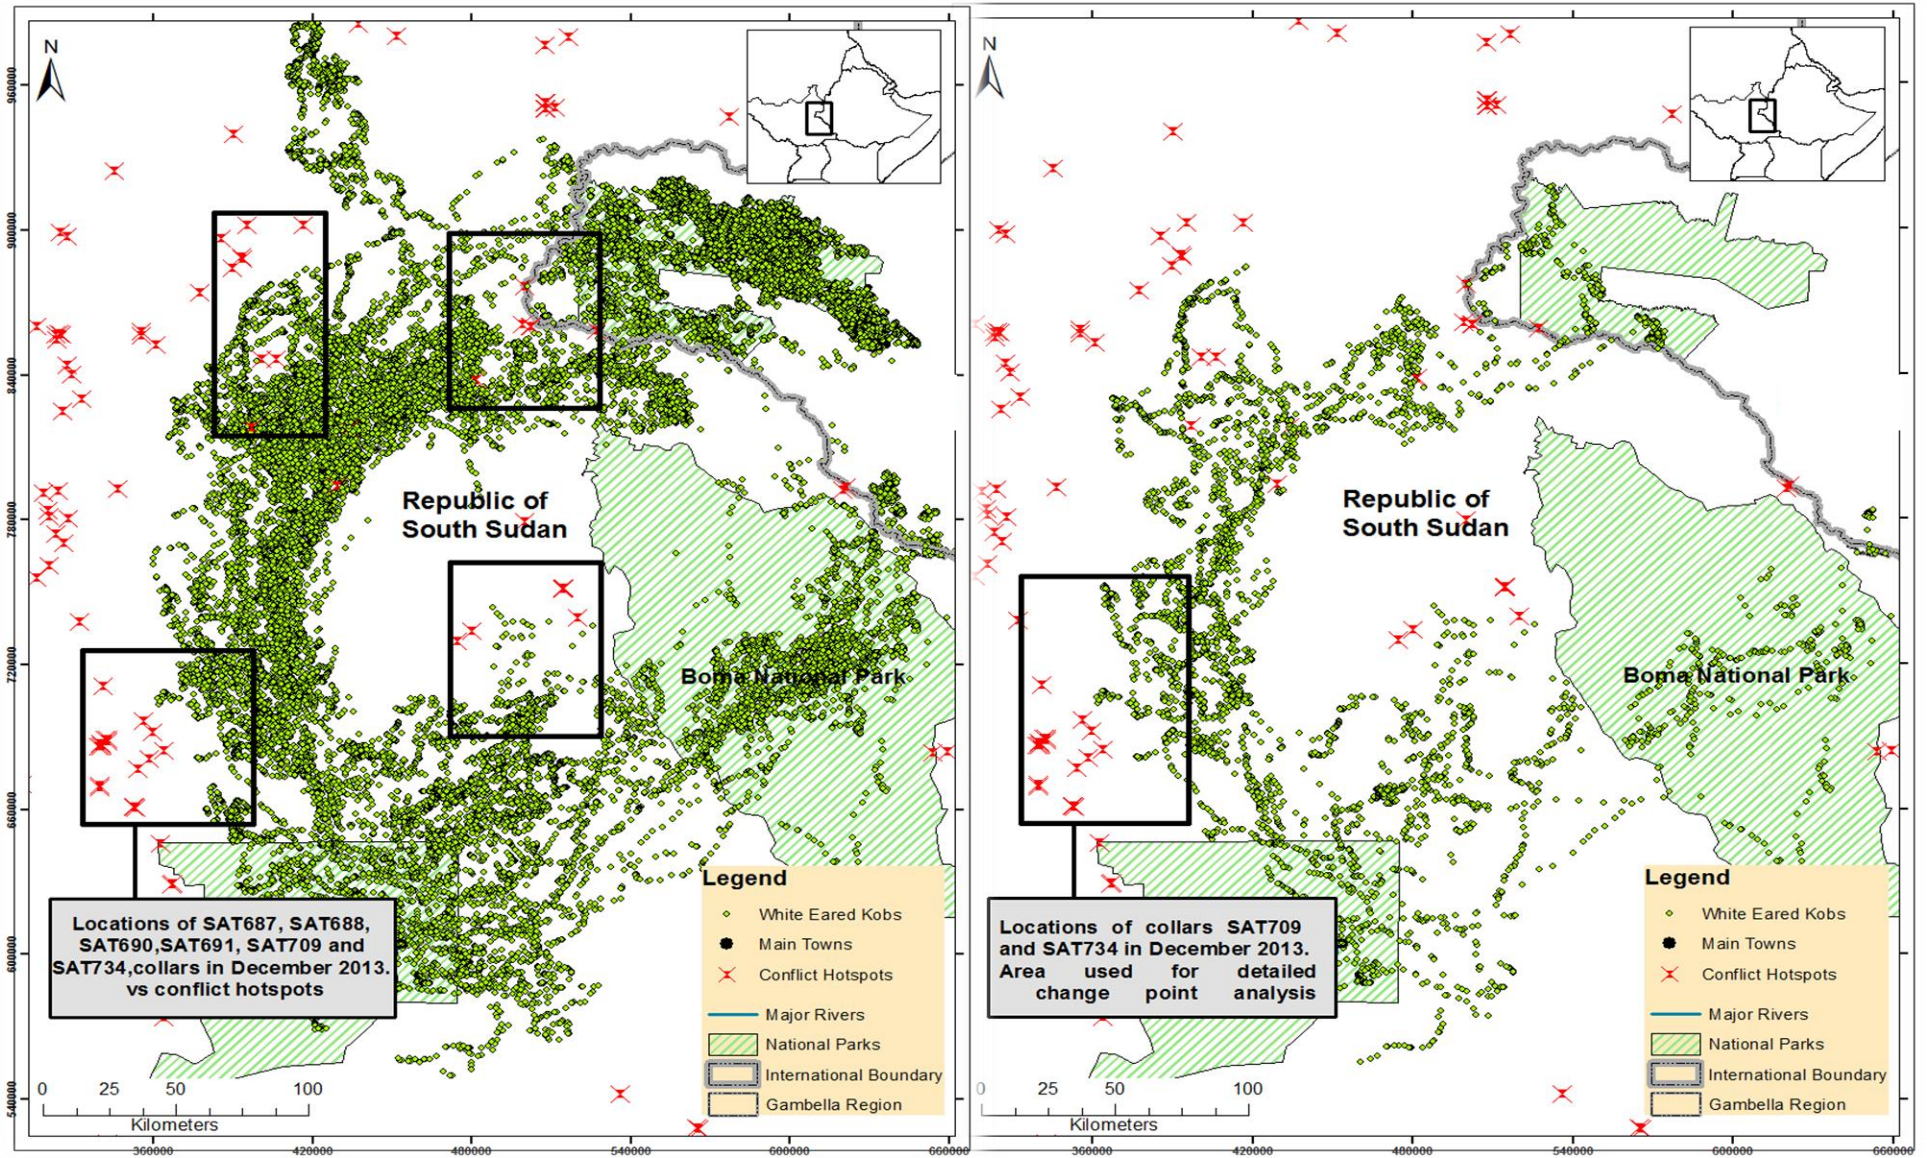 N
960000
900000
840000
780000
720000
660000
600000
540000
Republic of
South Sudan
Boma National Park
Locations of SAT687, SAT688,
SAT690,SAT691, SAT709 and
SAT734,collars in December 2013.
vs conflict hotspots
Legend
White Eared Kobs
Main Towns
Conflict Hotspots
Major Rivers
National Parks
International Boundary
Gambella Region
0 25 50 100
Kilometers
360000 420000 480000 540000 600000 660000
N
Republic of
South Sudan
Boma National Park
Locations of collars SAT709
and SAT734 in December 2013.
Area used for detailed
change point analysis
Legend
White Eared Kobs
Main Towns
Conflict Hotspots
Major Rivers
National Parks
International Boundary
Gambella Region
0 25 50 100
Kilometers
360000 420000 480000 540000 600000 660000